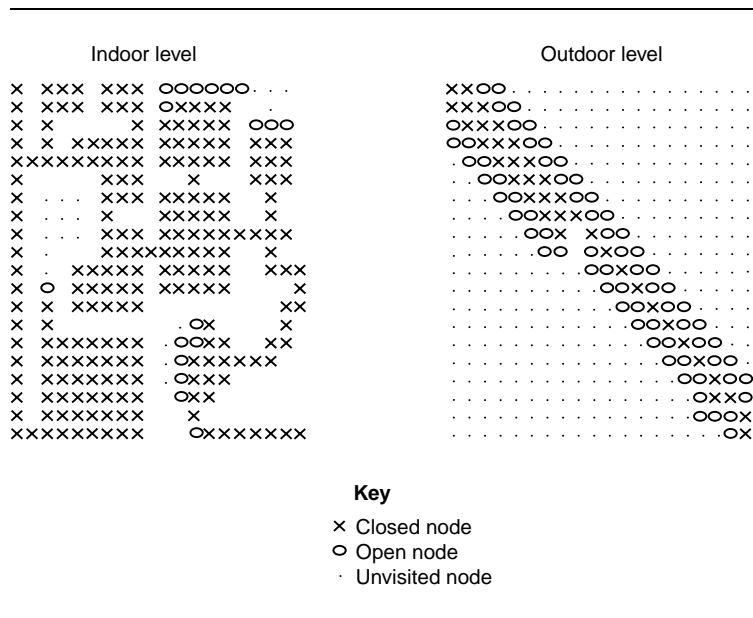 Indoor level
Outdoor level
Key
× Closed node
o Open node
. Unvisited node